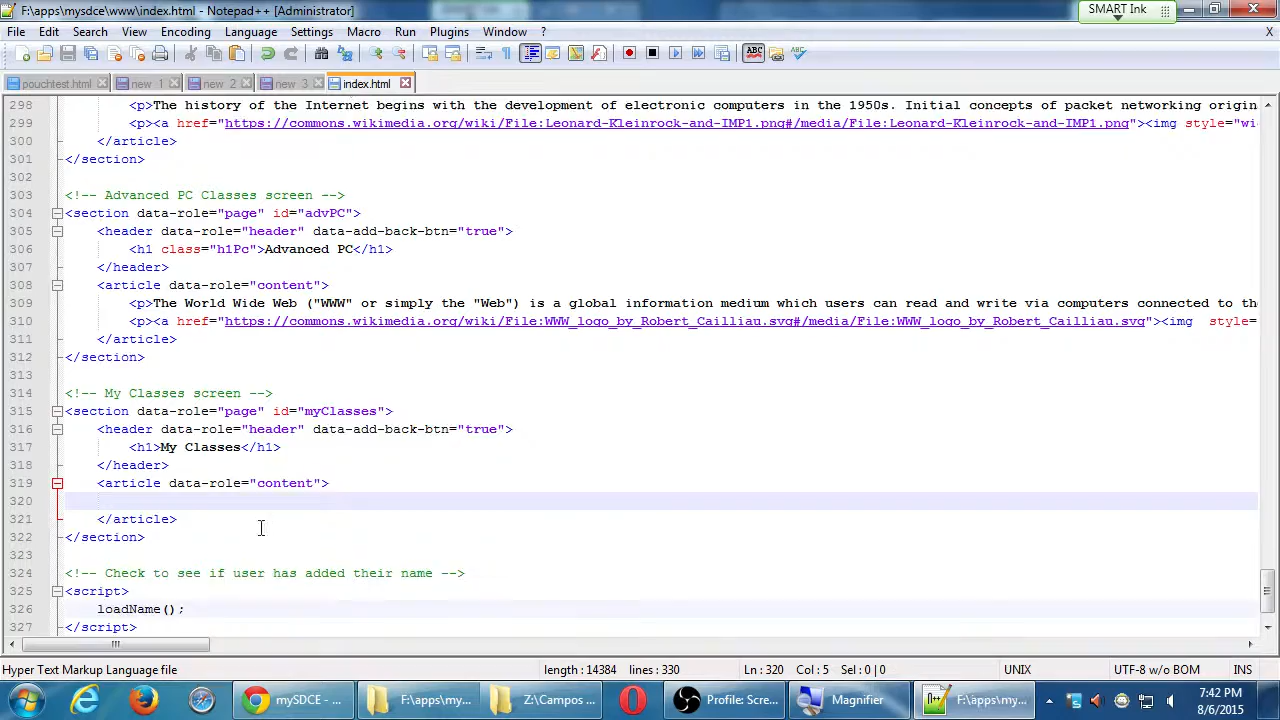 F:\apps\mysdce\www\index.html - Notepad++ [Administrator]
SMART Ink
File Edit Search View Encoding Language Settings Macro Run Plugins Window ? X
ABC ABC
pouchtest.html new 1 new 2 new 3 index.html
298 <p>The history of the Internet begins with the development of electronic computers in the 1950s. Initial concepts of packet networking origin
299 <p><a href="https://commons.wikimedia.org/wiki/File:Leonard-Kleinrock-and-IMP1.png#/media/File:Leonard-Kleinrock-and-IMP1.png"><img style="wi
300 </article>
301 </section>
302
303 <!-- Advanced PC Classes screen -->
304 <section data-role="page" id="advPC">
305 <header data-role="header" data-add-back-btn="true">
306 <h1 class="h1Pc">Advanced PC</h1>
307 </header>
308 <article data-role="content">
309 <p>The World Wide Web ("WWW" or simply the "Web") is a global information medium which users can read and write via computers connected to the
310 <p><a href="https://commons.wikimedia.org/wiki/File:WWW_logo_by_Robert_Cailliau.svg#/media/File:WWW_logo_by_Robert_Cailliau.svg"><img style=
311 </article>
312 </section>
313
314 <!-- My Classes screen -->
315 <section data-role="page" id="myClasses">
316 <header data-role="header" data-add-back-btn="true">
317 <h1>My Classes</h1>
318 </header>
319 <article data-role="content">
320
321 </article>
322 </section>
323
324 <!-- Check to see if user has added their name -->
325 <script>
326 loadName();
327 </script>
Hyper Text Markup Language file length : 14384 lines : 330 Ln : 320 Col : 5 Sel : 0 | 0 UNIX UTF-8 w/o BOM INS
mySDCE - ... F:\apps\my... Z:\Campos ... Profile: Scre... Magnifier F:\apps\my...
7:42 PM
8/6/2015